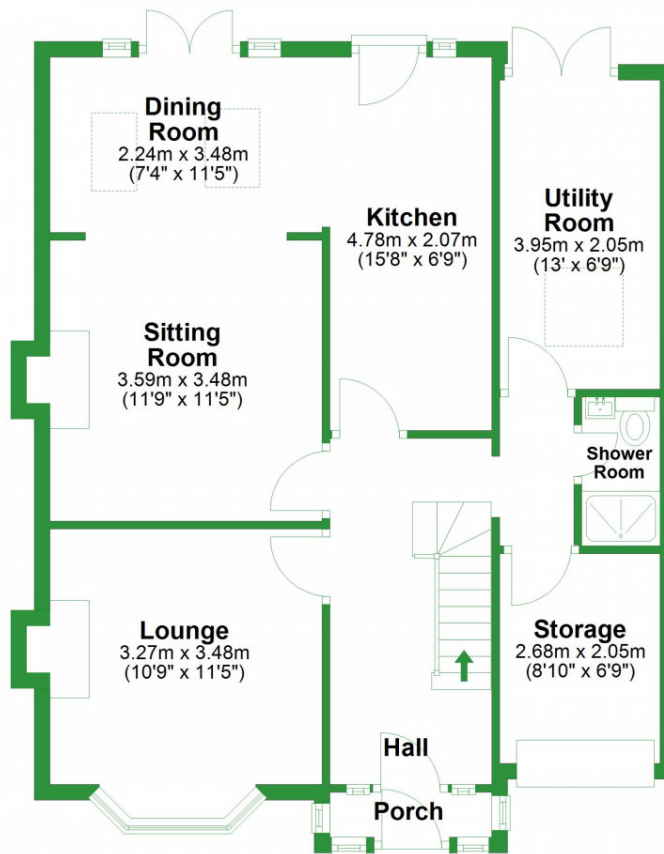 Dining
Room
2.24m x 3.48m
(7'4" x 11'5")
Kitchen
4.78m x 2.07m
(15'8" x 6'9")
Utility
Room
3.95m x 2.05m
(13' x 6'9")
Sitting
Room
3.59m x 3.48m
(11'9" x 11'5")
Shower
Room
Lounge
3.27m x 3.48m
(10'9" x 11'5")
Storage
2.68m x 2.05m
(8'10" x 6'9")
Hall
Porch